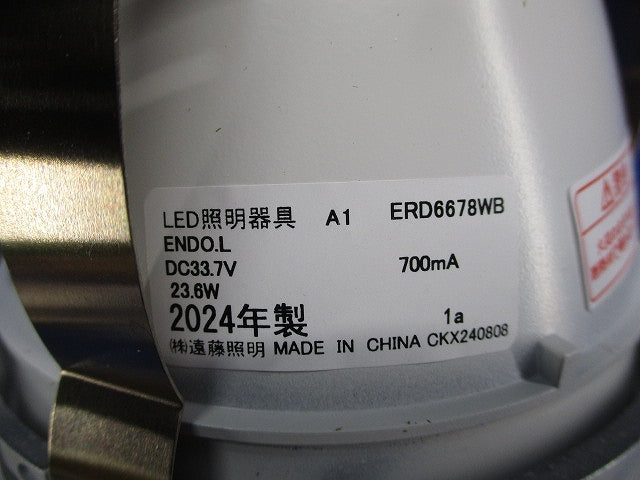 LED照明器具 A1 ERD6678WB
ENDO.L
DC33.7V 700mA
23.6W
2024年製 1a
㈱遠藤照明 MADE IN CHINA CKX240808